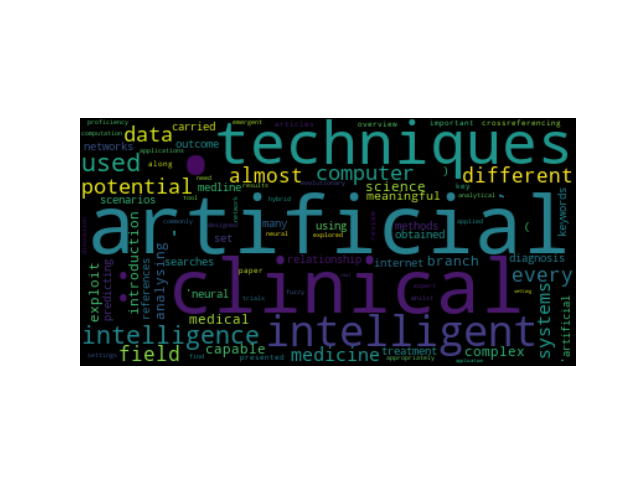 proficiency
carried
emergent
articles
overview
important
crossreferencing
computation
data
techniques
networks
outcome
applications
used
along
almost
computer
)
different
potential
need
medline
results
evolutionary
science
key
scenarios
tool
hybrid
meaningful
analytical
keywords
artificial
network
designed
many
review
methods
applied
(
'
set
neural
explored
using
obtained
introduction
relationship
:
clinical
.
searches
internet
branch
diagnosis
analysing
references
predicting
exploit
paper
expert
every
'neural
trials
fuzzy
whilst
systems
'artificial
medical
setting
intelligence
intelligent
field
capable
settings
find
presented
medicine
treatment
appropriately
complex
application
commonly